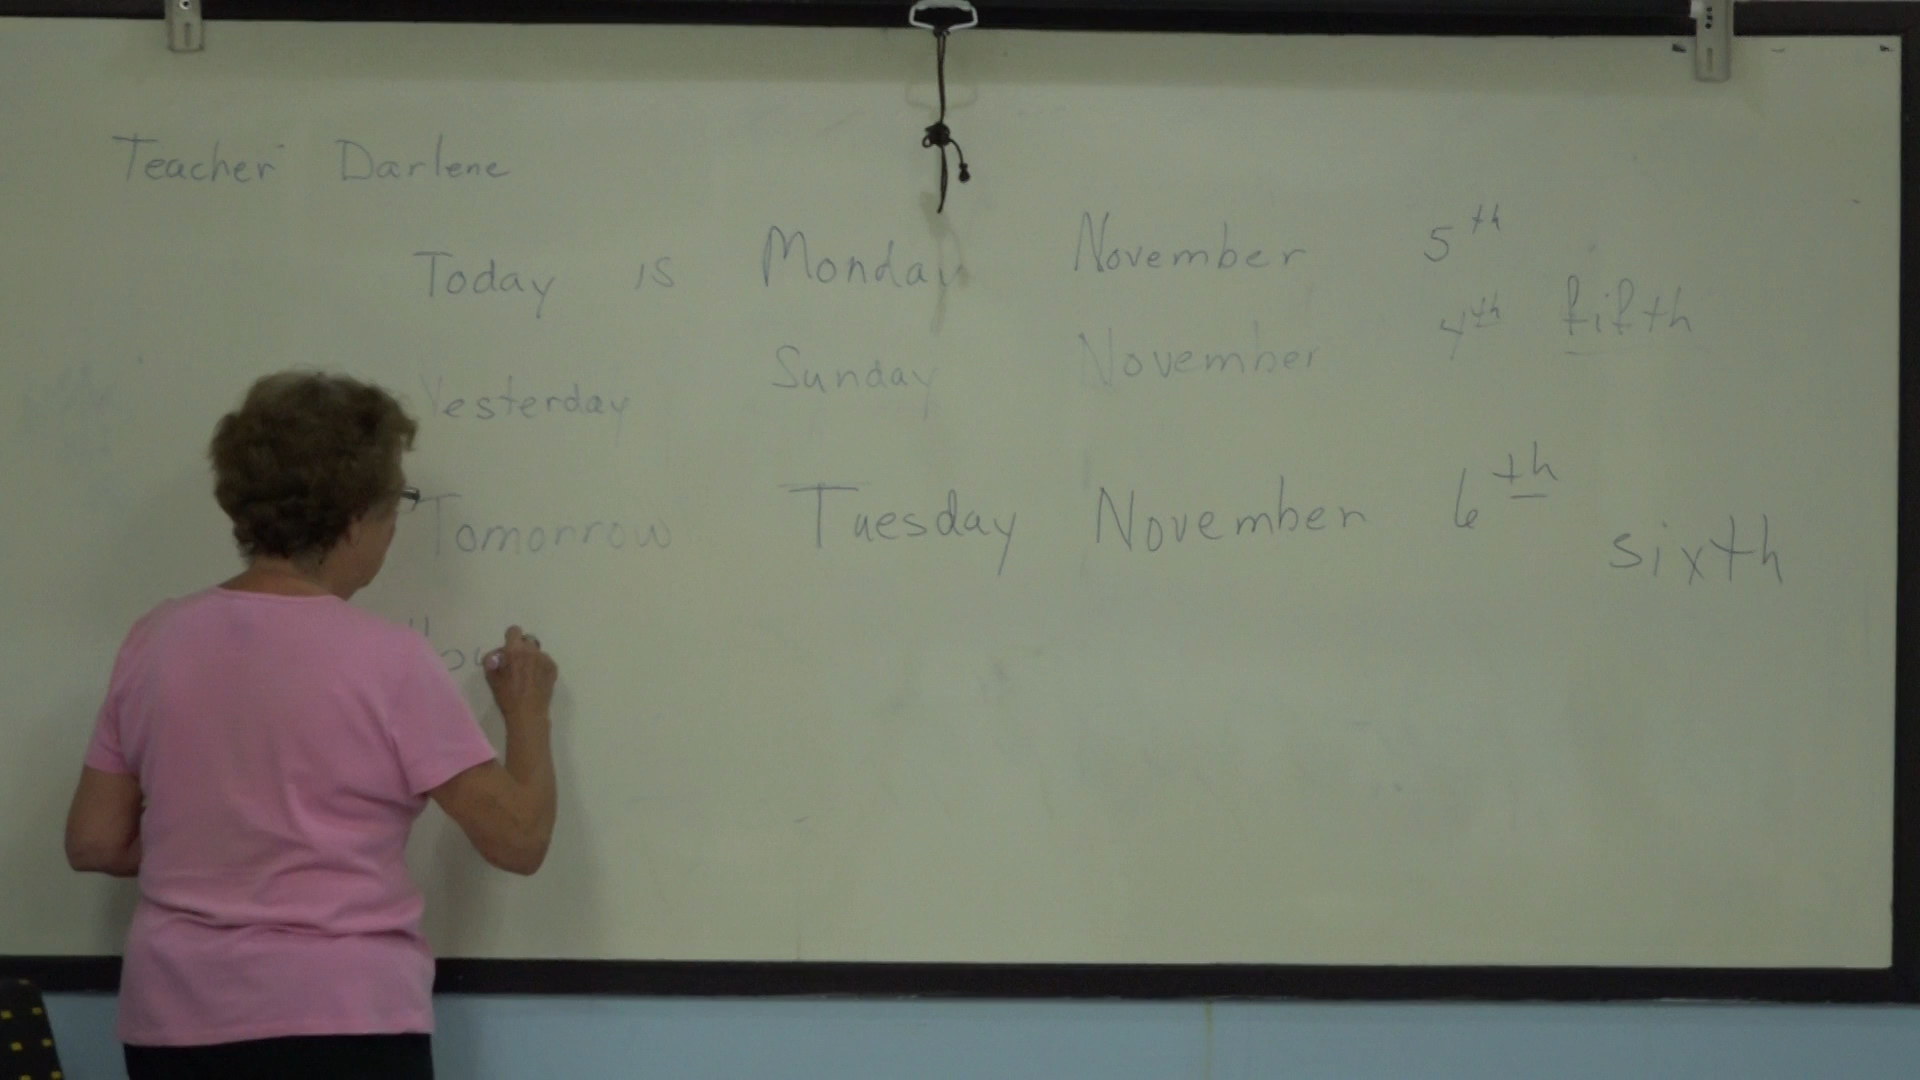 Teacher Darlene
Today is Monday November 5th
Yesterday Sunday November 4th fifth
Tomorrow Tuesday November 6th sixth